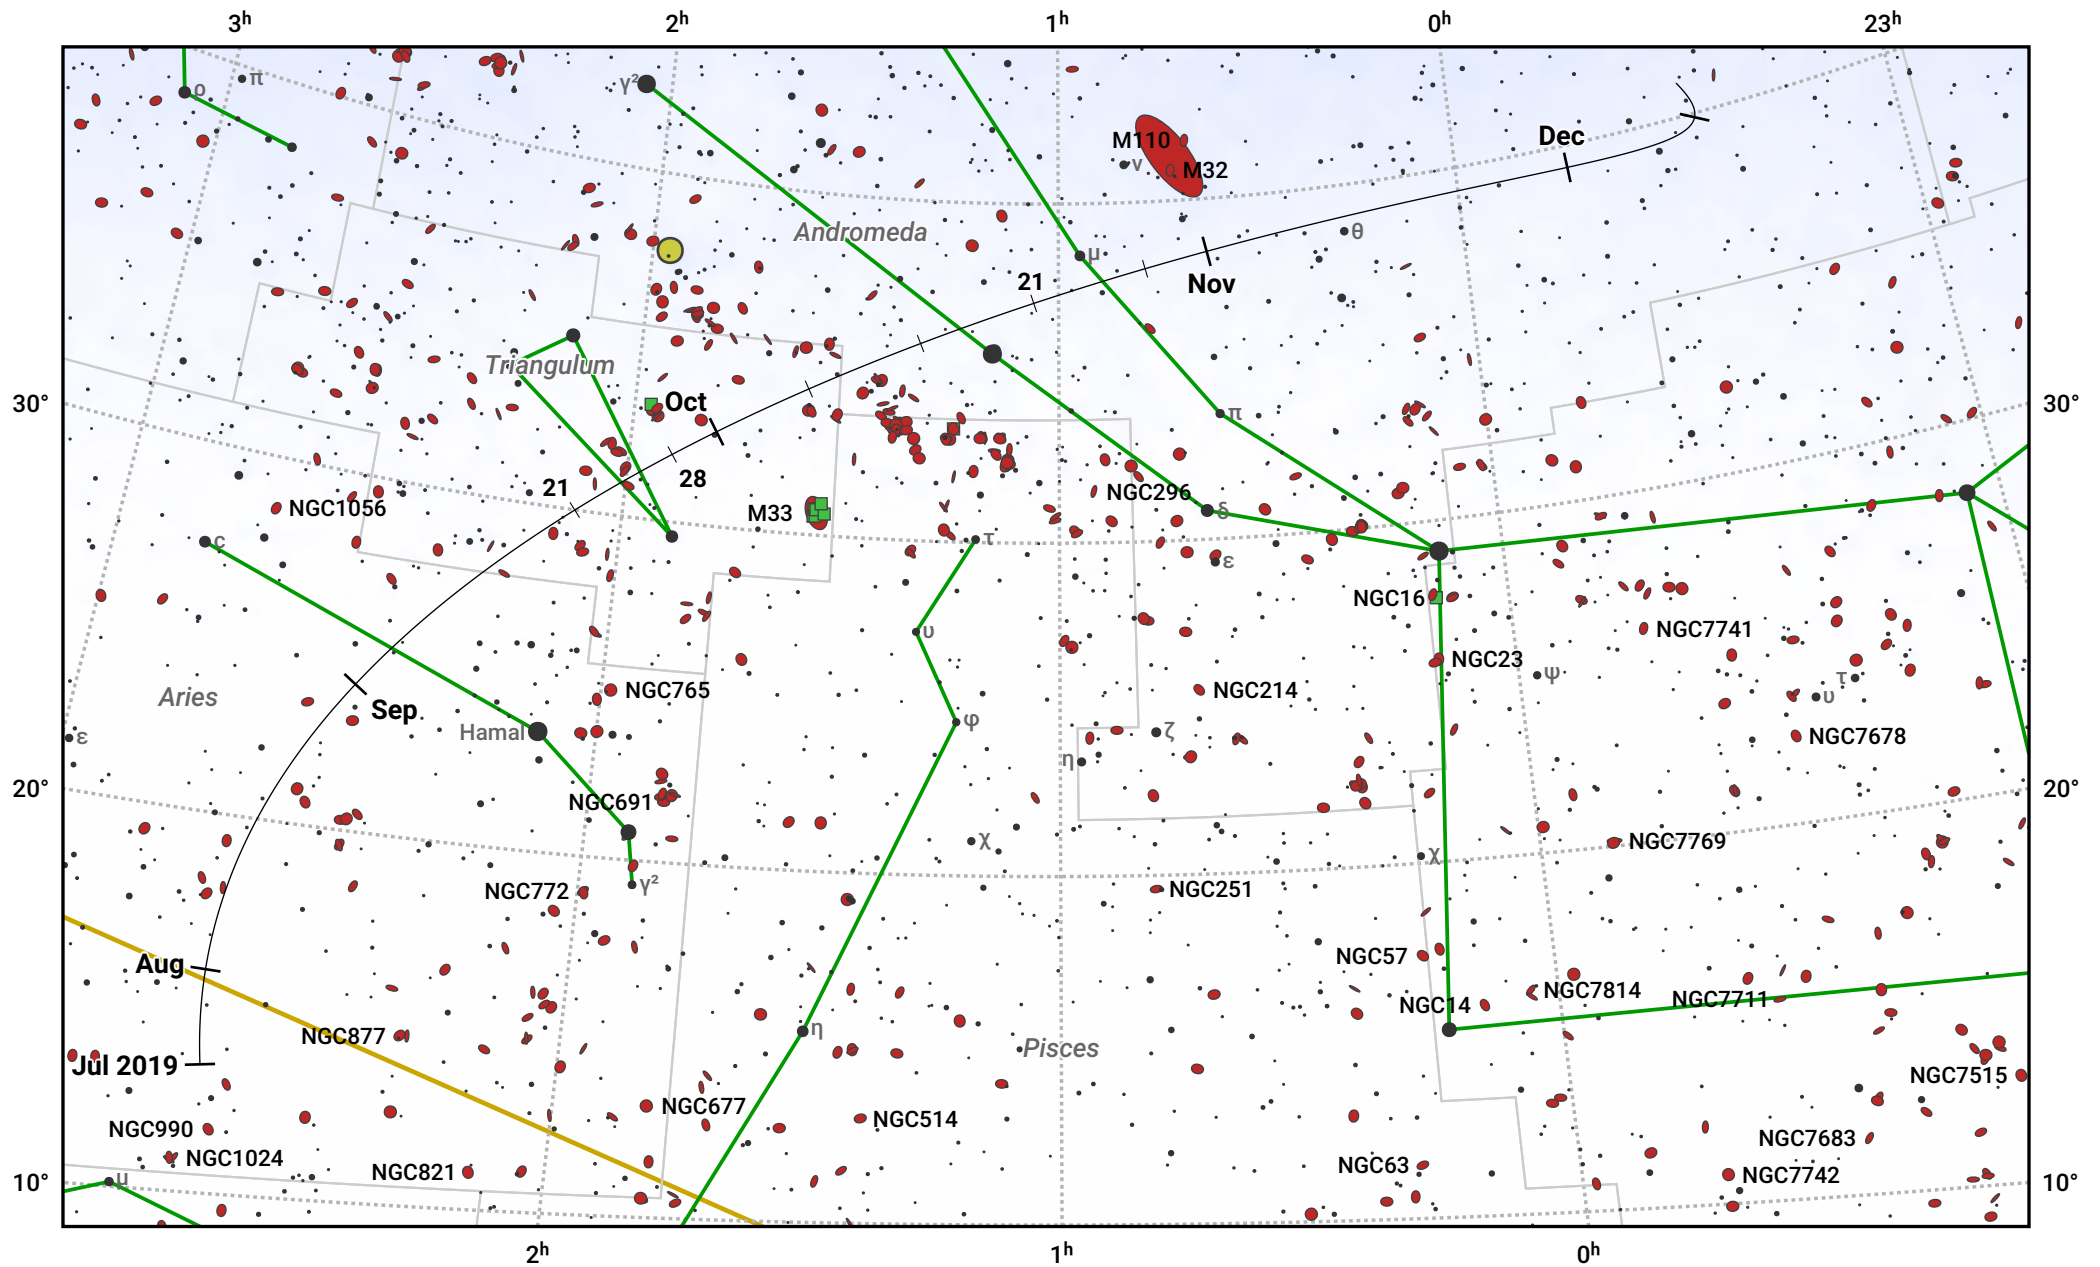 3ʰ 2ʰ 1ʰ 0ʰ 23ʰ
π
ρ
γ²
M110
ν
M32
Dec
Andromeda
θ
μ
21
Nov
Triangulum
30°
Oct
30°
π
28
21
NGC1056
M33
NGC296
δ
c
τ
ε
NGC16
υ
NGC7741
NGC23
ψ
τ
Aries
NGC765
NGC214
υ
Sep
Hamal
φ
ζ
ε
NGC7678
η
20°
NGC691
20°
χ
NGC7769
χ
NGC772
γ²
NGC251
Aug
NGC57
NGC7814
NGC7711
NGC14
NGC877
η
Pisces
Jul 2019
NGC7515
NGC677
NGC514
NGC990
NGC7683
NGC1024
NGC821
NGC63
NGC7742
10°
μ
10°
2ʰ 1ʰ 0ʰ